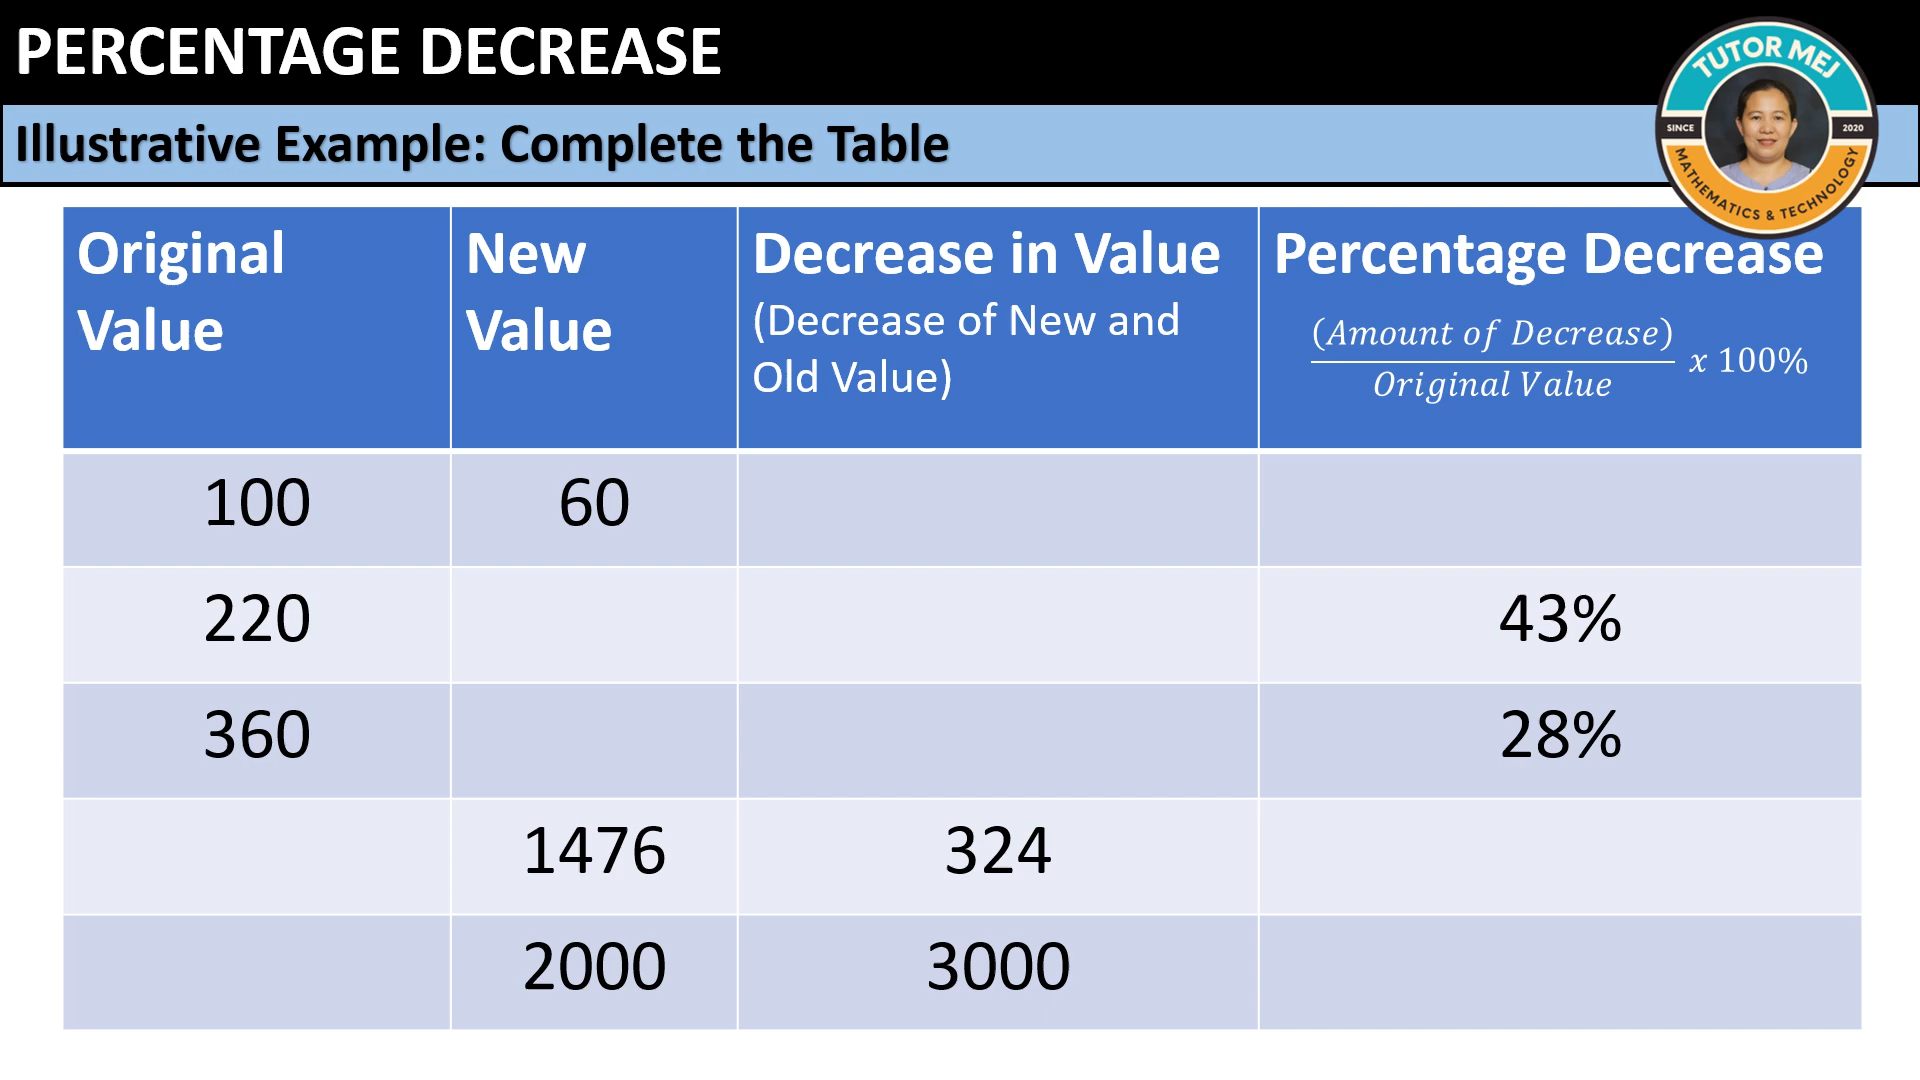 PERCENTAGE DECREASE
Illustrative Example: Complete the Table
TUTOR MEJ
SINCE 2020
MATHEMATICS & TECHNOLOGY
Original Value
New Value
Decrease in Value
(Decrease of New and
Old Value)
Percentage Decrease
(Amount of Decrease)
Original Value
x 100%
100 60
220 43%
360 28%
1476 324
2000 3000